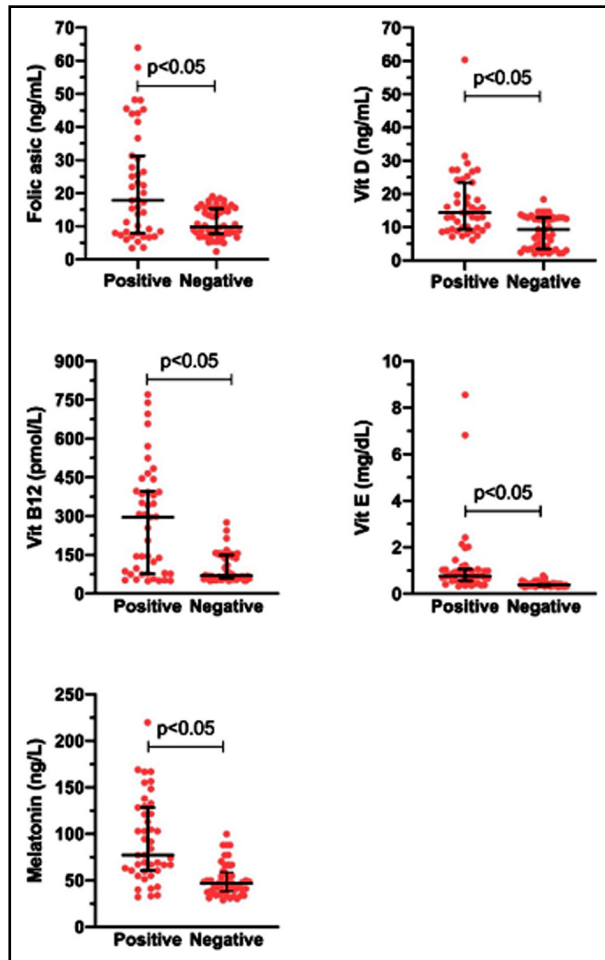 Folic asic (ng/mL)
70
60
50
40
30
20
10
0
p<0.05
Positive Negative
Vit D (ng/mL)
70
60
50
40
30
20
10
0
p<0.05
Positive Negative
Vit B12 (pmol/L)
900
750
600
450
300
150
0
p<0.05
Positive Negative
Vit E (mg/dL)
10
8
6
4
2
0
p<0.05
Positive Negative
Melatonin (ng/L)
250
200
150
100
50
0
p<0.05
Positive Negative